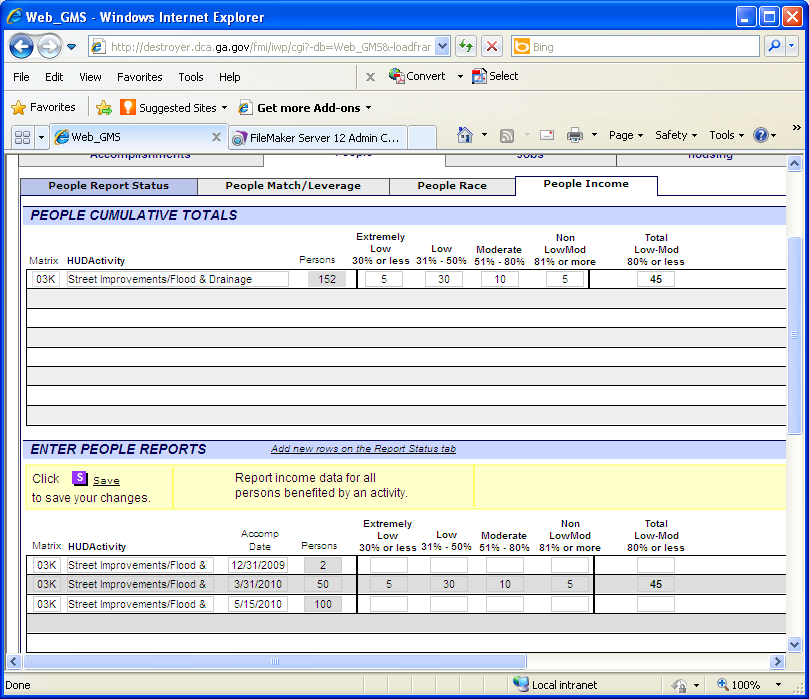 Web_GMS - Windows Internet Explorer
http://destroyer.dca.ga.gov/fmi/iwp/cgi?-db=Web_GMS&-loadfrar
Bing
File Edit View Favorites Tools Help
x Convert Select
Favorites Suggested Sites Get more Add-ons
Web_GMS FileMaker Server 12 Admin C... Page Safety Tools
Accomplishments People Jobs Housing
People Report Status People Match/Leverage People Race People Income
PEOPLE CUMULATIVE TOTALS
Extremely Non Total
Low Low Moderate LowMod Low-Mod
Matrix HUDActivity Persons 30% or less 31% - 50% 51% - 80% 81% or more 80% or less
03K Street Improvements/Flood & Drainage 152 5 30 10 5 45
ENTER PEOPLE REPORTS Add new rows on the Report Status tab
Click S Save
to save your changes.
Report income data for all
persons benefited by an activity.
Extremely Non Total
Accomp Low Low Moderate LowMod Low-Mod
Matrix HUDActivity Date Persons 30% or less 31% - 50% 51% - 80% 81% or more 80% or less
03K Street Improvements/Flood & 12/31/2009 2
03K Street Improvements/Flood & 3/31/2010 50 5 30 10 5 45
03K Street Improvements/Flood & 5/15/2010 100
Done Local intranet 100%